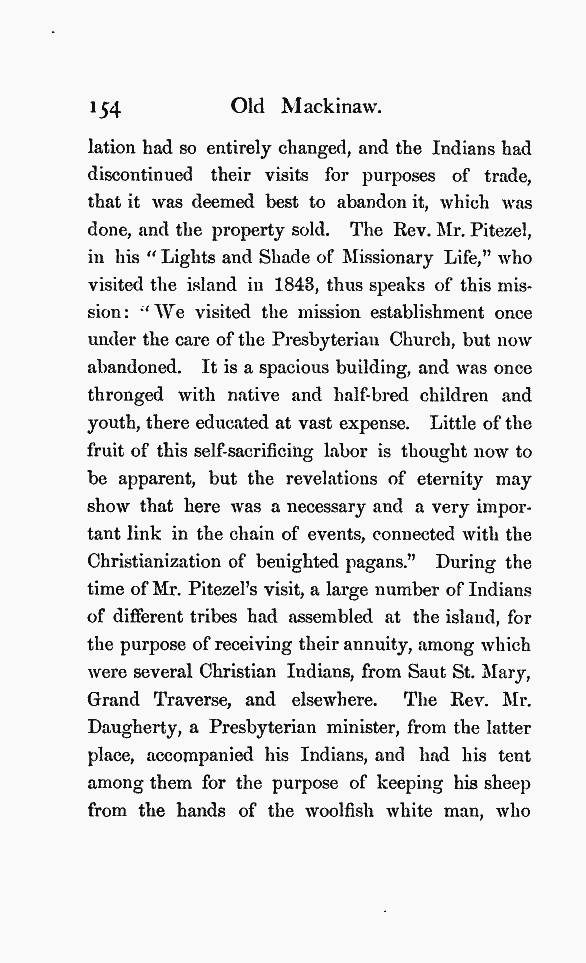 154 Old Mackinaw.
lation had so entirely changed, and the Indians had
discontinued their visits for purposes of trade,
that it was deemed best to abandon it, which was
done, and the property sold. The Rev. Mr. Pitezel,
in his “Lights and Shade of Missionary Life,” who
visited the island in 1843, thus speaks of this mis-
sion: “We visited the mission establishment once
under the care of the Presbyterian Church, but now
abandoned. It is a spacious building, and was once
thronged with native and half-bred children and
youth, there educated at vast expense. Little of the
fruit of this self-sacrificing labor is thought now to
be apparent, but the revelations of eternity may
show that here was a necessary and a very impor-
tant link in the chain of events, connected with the
Christianization of benighted pagans.” During the
time of Mr. Pitezel’s visit, a large number of Indians
of different tribes had assembled at the island, for
the purpose of receiving their annuity, among which
were several Christian Indians, from Saut St. Mary,
Grand Traverse, and elsewhere. The Rev. Mr.
Daugherty, a Presbyterian minister, from the latter
place, accompanied his Indians, and had his tent
among them for the purpose of keeping his sheep
from the hands of the woolfish white man, who